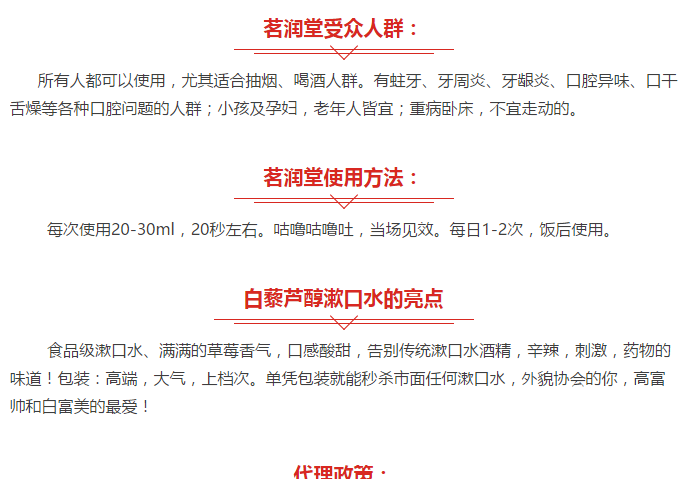 茗润堂受众人群：
所有人都可以使用，尤其适合抽烟、喝酒人群。有蛀牙、牙周炎、牙龈炎、口腔异味、口干
舌燥等各种口腔问题的人群；小孩及孕妇，老年人皆宜；重病卧床，不宜走动的。
茗润堂使用方法：
每次使用20-30ml，20秒左右。咕噜咕噜吐，当场见效。每日1-2次，饭后使用。
白藜芦醇漱口水的亮点
食品级漱口水、满满的草莓香气，口感酸甜，告别传统漱口水酒精，辛辣，刺激，药物的
味道！包装：高端，大气，上档次。单凭包装就能秒杀市面任何漱口水，外貌协会的你，高富
帅和白富美的最爱！
代理政策：